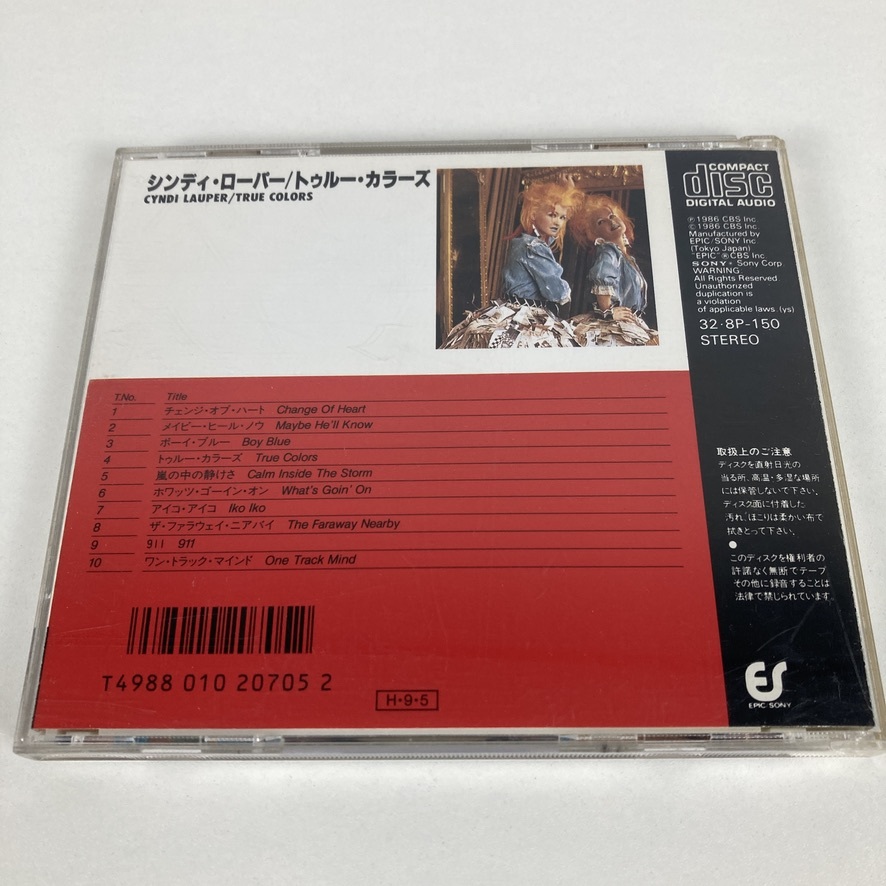 シンディ・ローパー/トゥルー・カラーズ
CYNDI LAUPER/TRUE COLORS
T.No. Title
1 チェンジ・オブ・ハート Change Of Heart
2 メイビー・ヒール・ノウ Maybe He'll Know
3 ボーイ・ブルー Boy Blue
4 トゥルー・カラーズ True Colors
5 嵐の中の静けさ Calm Inside The Storm
6 ホワッツ・ゴーイン・オン What's Goin' On
7 アイコ・アイコ Iko Iko
8 ザ・ファラウェイ・ニアバイ The Faraway Nearby
9 911 911
10 ワン・トラック・マインド One Track Mind
T4988 010 20705 2
H・9・5
COMPACT
disc
DIGITAL AUDIO
℗1986 CBS Inc.
©1986 CBS Inc.
Manufactured by
EPIC/SONY Inc.
(Tokyo Japan)
"EPIC" ®CBS Inc.
SONY® Sony Corp.
WARNING
All Rights Reserved.
Unauthorized
duplication is
a violation
of applicable laws. (ys)
32・8P-150
STEREO
取扱上のご注意
ディスクを直射日光の
当る所、高温・多湿な場所
には保管しないで下さい。
ディスク面に付着した
汚れ、ほこりは柔かい布で
拭きとって下さい。
●
このディスクを権利者の
許諾なく無断でテープ
その他に録音することは
法律で禁じられています。
ES
EPIC/SONY